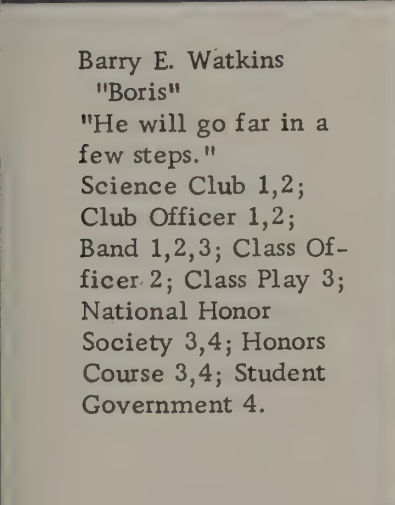 Barry E. Watkins
"Boris"
"He will go far in a
few steps."
Science Club 1,2;
Club Officer 1,2;
Band 1,2,3; Class Of-
ficer 2; Class Play 3;
National Honor
Society 3,4; Honors
Course 3,4; Student
Government 4.